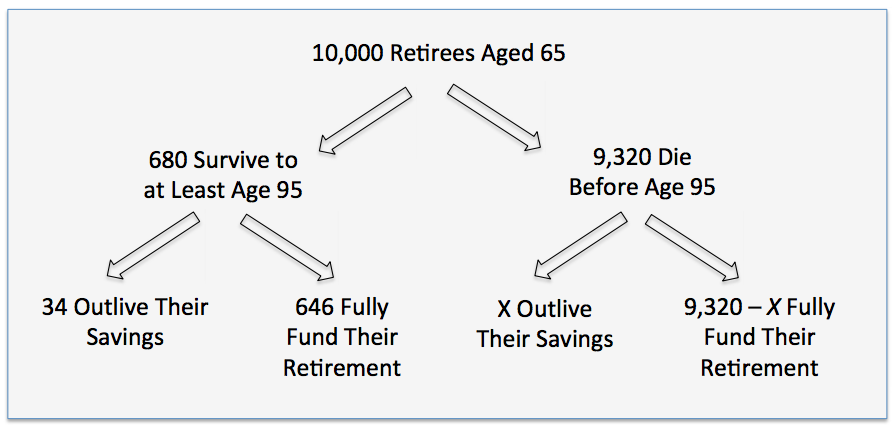 10,000 Retirees Aged 65
680 Survive to
at Least Age 95
9,320 Die
Before Age 95
34 Outlive Their
Savings
646 Fully
Fund Their
Retirement
X Outlive
Their Savings
9,320 – X Fully
Fund Their
Retirement